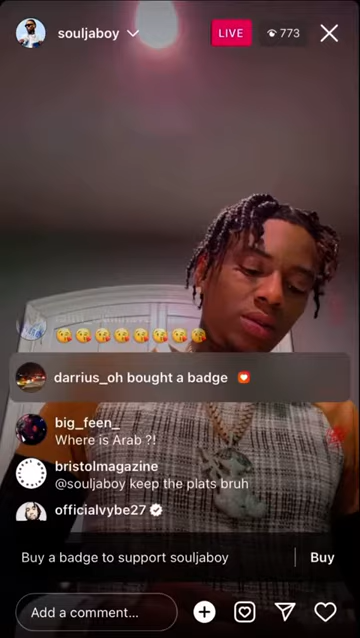 souljaboy
LIVE
773
darrius_oh bought a badge
big_feen_
Where is Arab ?!
bristolmagazine
@souljaboy keep the plats bruh
officialvybe27
Buy a badge to support souljaboy
Buy
Add a comment...